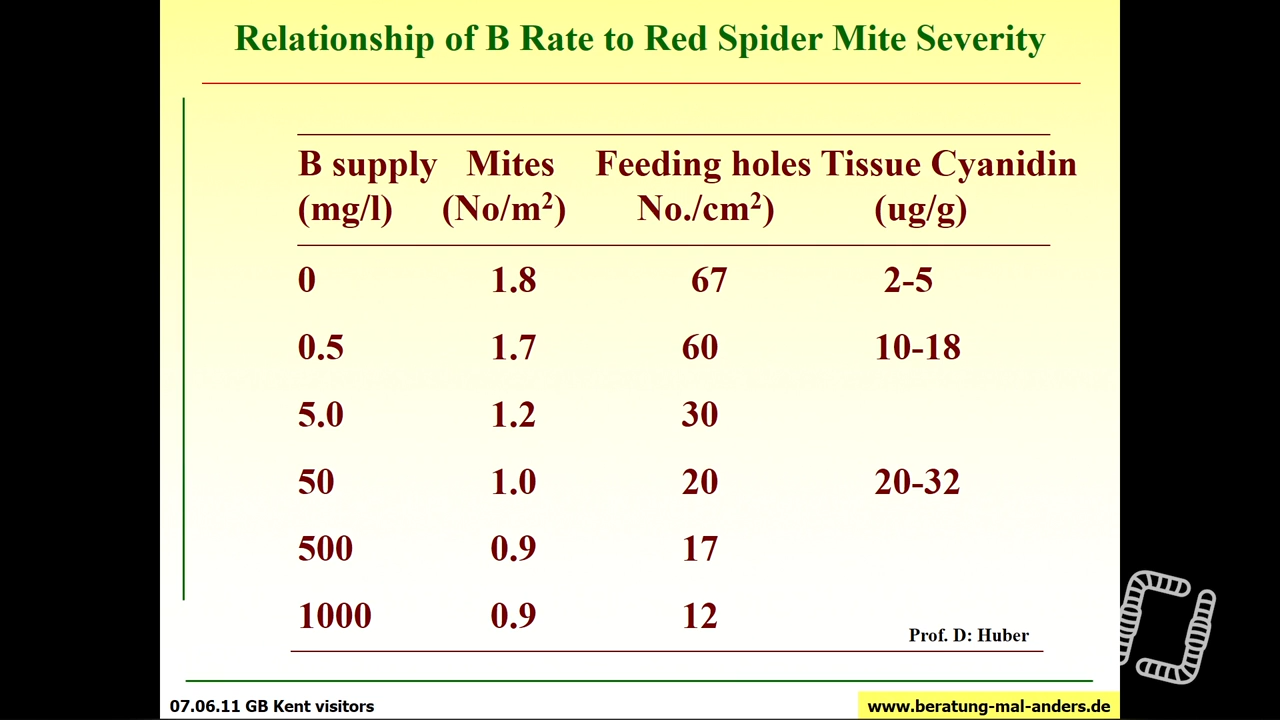 Relationship of B Rate to Red Spider Mite Severity
B supply Mites Feeding holes Tissue Cyanidin
(mg/l) (No/m²) No./cm²) (ug/g)
0 1.8 67 2-5
0.5 1.7 60 10-18
5.0 1.2 30
50 1.0 20 20-32
500 0.9 17
1000 0.9 12
Prof. D: Huber
07.06.11 GB Kent visitors
www.beratung-mal-anders.de